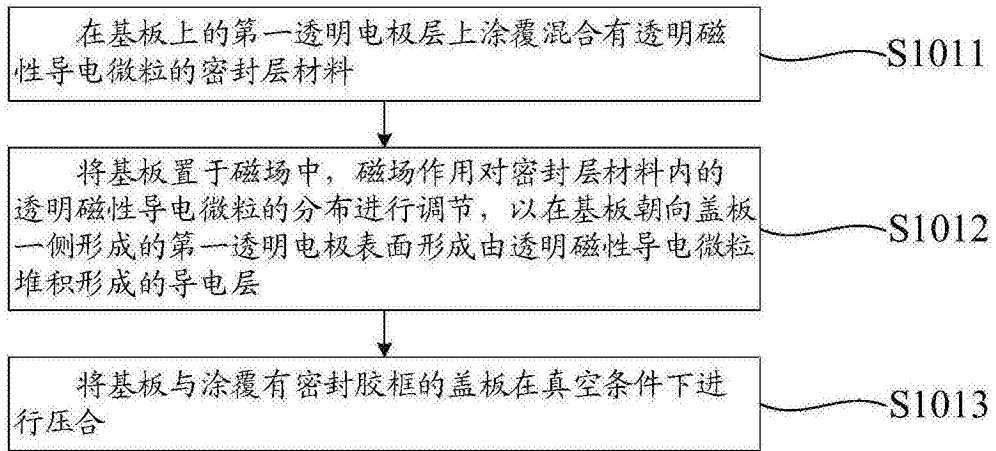 在基板上的第一透明电极层上涂覆混合有透明磁
性导电微粒的密封层材料
S1011
将基板置于磁场中，磁场作用对密封层材料内的
透明磁性导电微粒的分布进行调节，以在基板朝向盖板
一侧形成的第一透明电极表面形成由透明磁性导电微粒
堆积形成的导电层
S1012
将基板与涂覆有密封胶框的盖板在真空条件下进
行压合
S1013